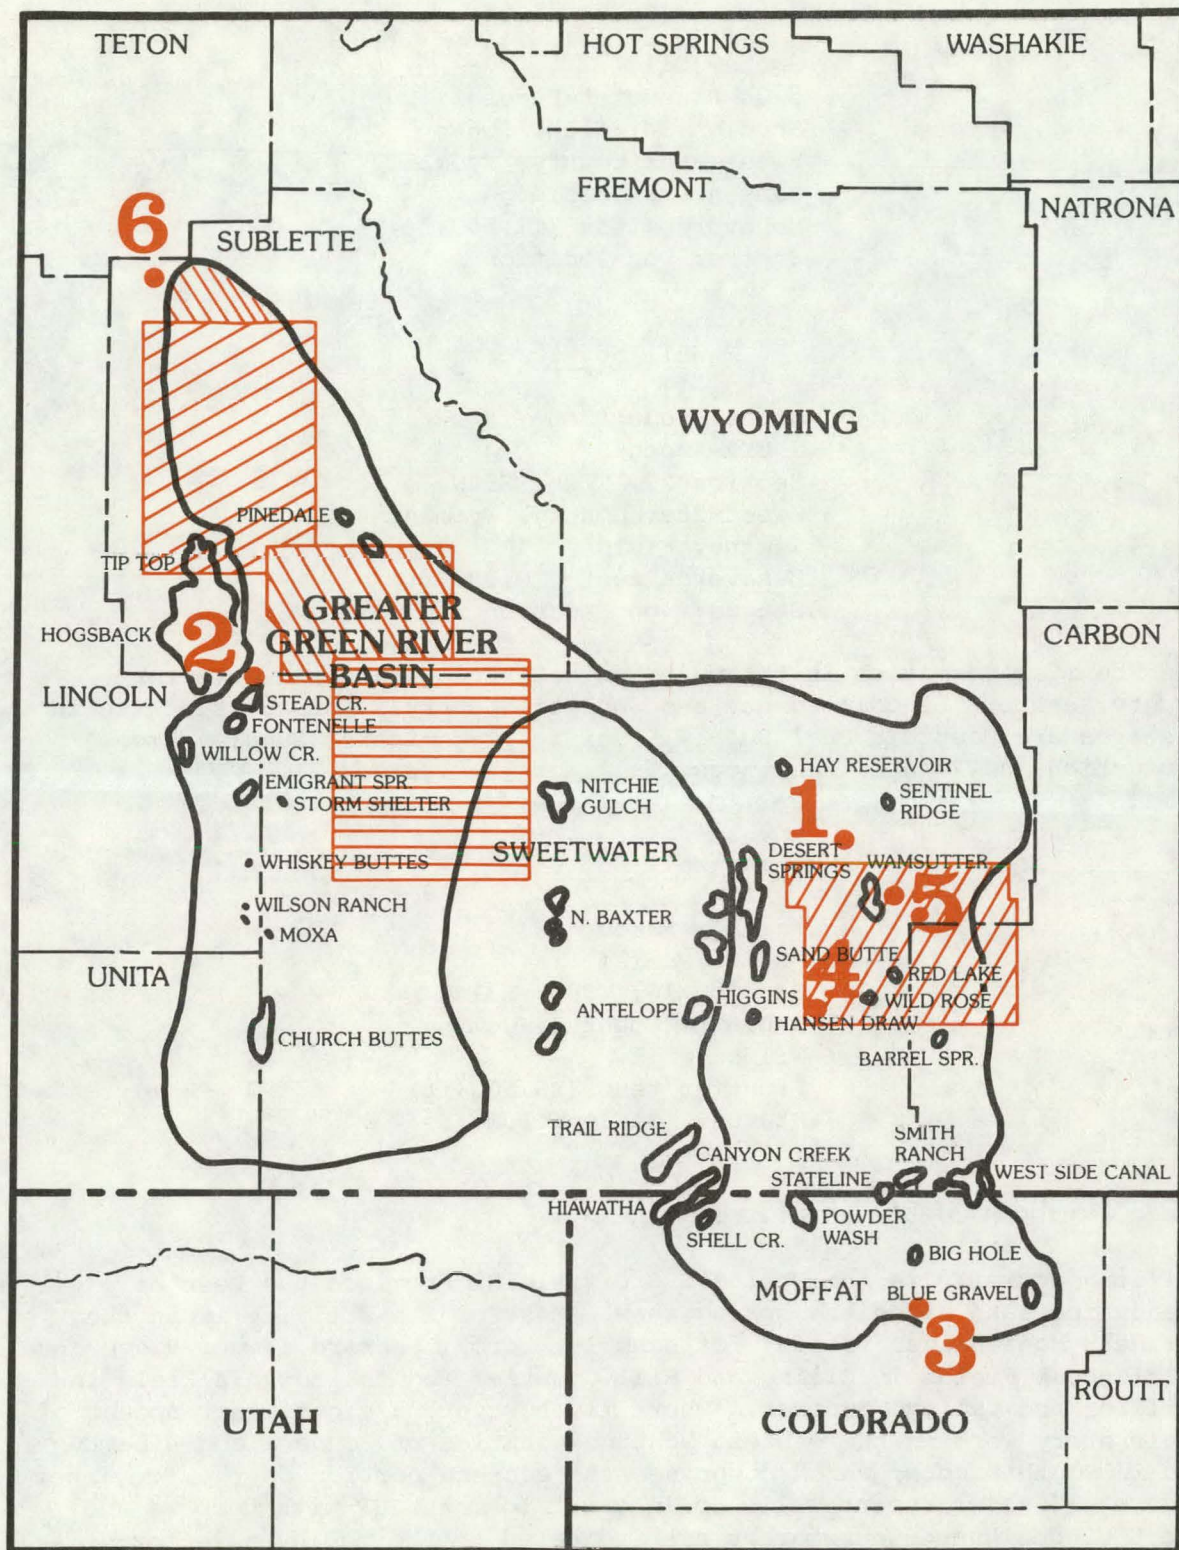 TETON
HOT SPRINGS
WASHAKIE
FREMONT
NATRONA
6
SUBLETTE
WYOMING
PINEDALE
TIP TOP
GREATER
GREEN RIVER
BASIN
HOGSBACK
2
CARBON
LINCOLN
STEAD CR.
FONTENELLE
WILLOW CR.
EMIGRANT SPR.
STORM SHELTER
HAY RESERVOIR
NITCHIE
GULCH
SENTINEL
RIDGE
1
SWEETWATER
DESERT
SPRINGS
WAMSUTTER
WHISKEY BUTTES
5
WILSON RANCH
N. BAXTER
MOXA
SAND BUTTE
4
RED LAKE
UNITA
HIGGINS
WILD ROSE
ANTELOPE
HANSEN DRAW
CHURCH BUTTES
BARREL SPR.
TRAIL RIDGE
SMITH
RANCH
CANYON CREEK
STATELINE
WEST SIDE CANAL
HIAWATHA
SHELL CR.
POWDER
WASH
BIG HOLE
MOFFAT
BLUE GRAVEL
3
ROUTT
UTAH
COLORADO